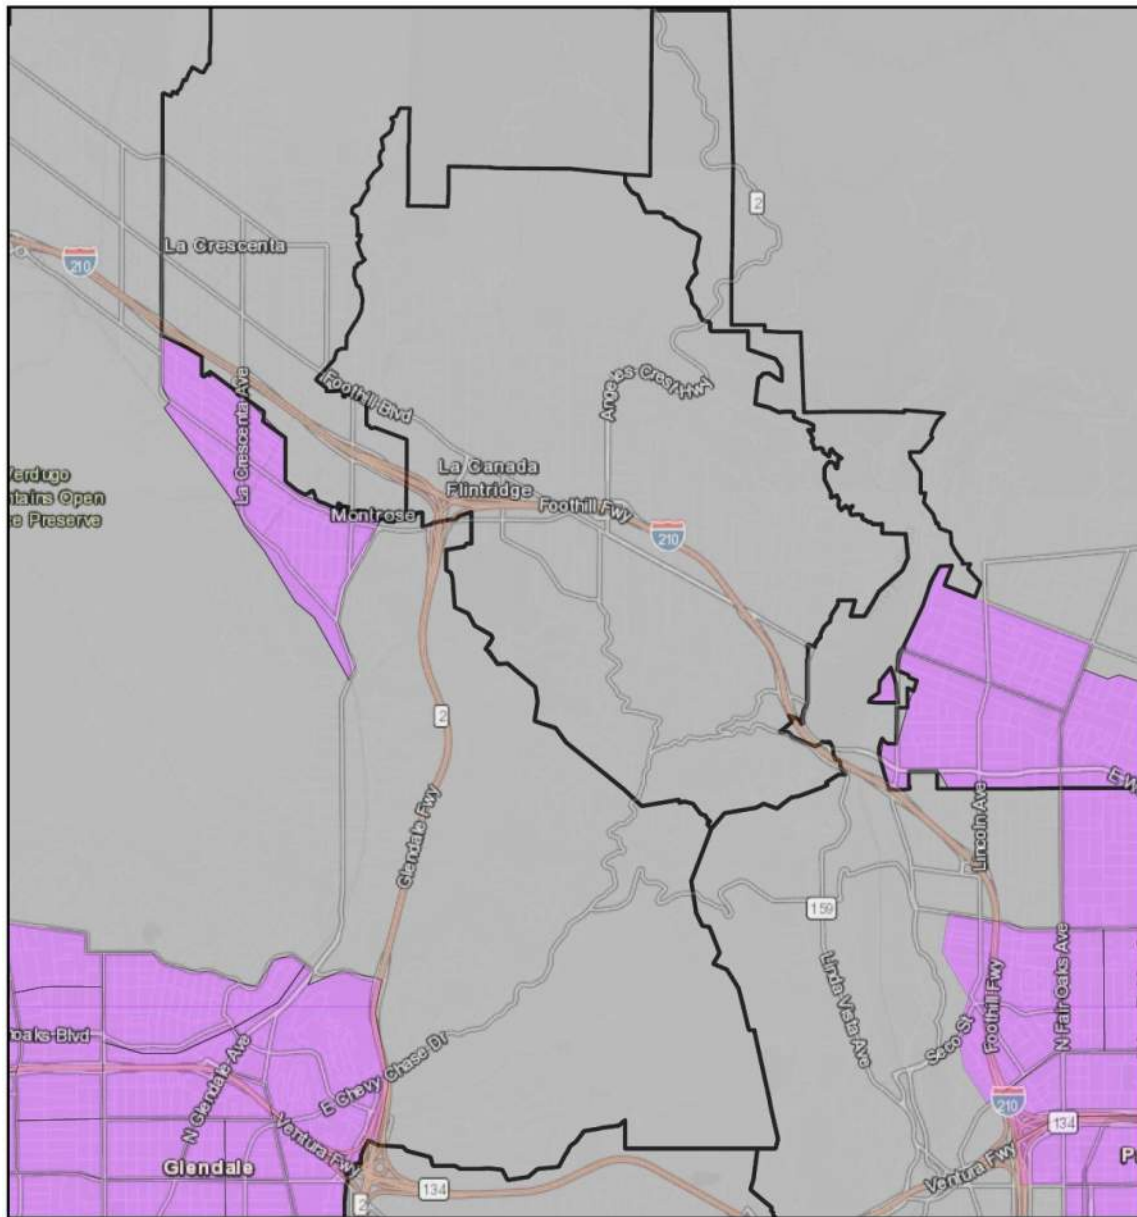 2
La Crescenta
210
La Crescenta Ave
Foothill Blvd
Angeles Crest Hwy
La Canada
Flintridge
Verdugo
ntains Open
ce Preserve
Montrose
Foothill Fwy
210
2
Glendale Fwy
E W
Lincoln Ave
159
Linda Vista Ave
Foothill Fwy
N Fair Oaks Ave
Seco St
oaks Blvd
N Glendale Ave
E Chevy Chase Dr
210
134
Ventura Fwy
Ventura Fwy
P
Glendale
134
2